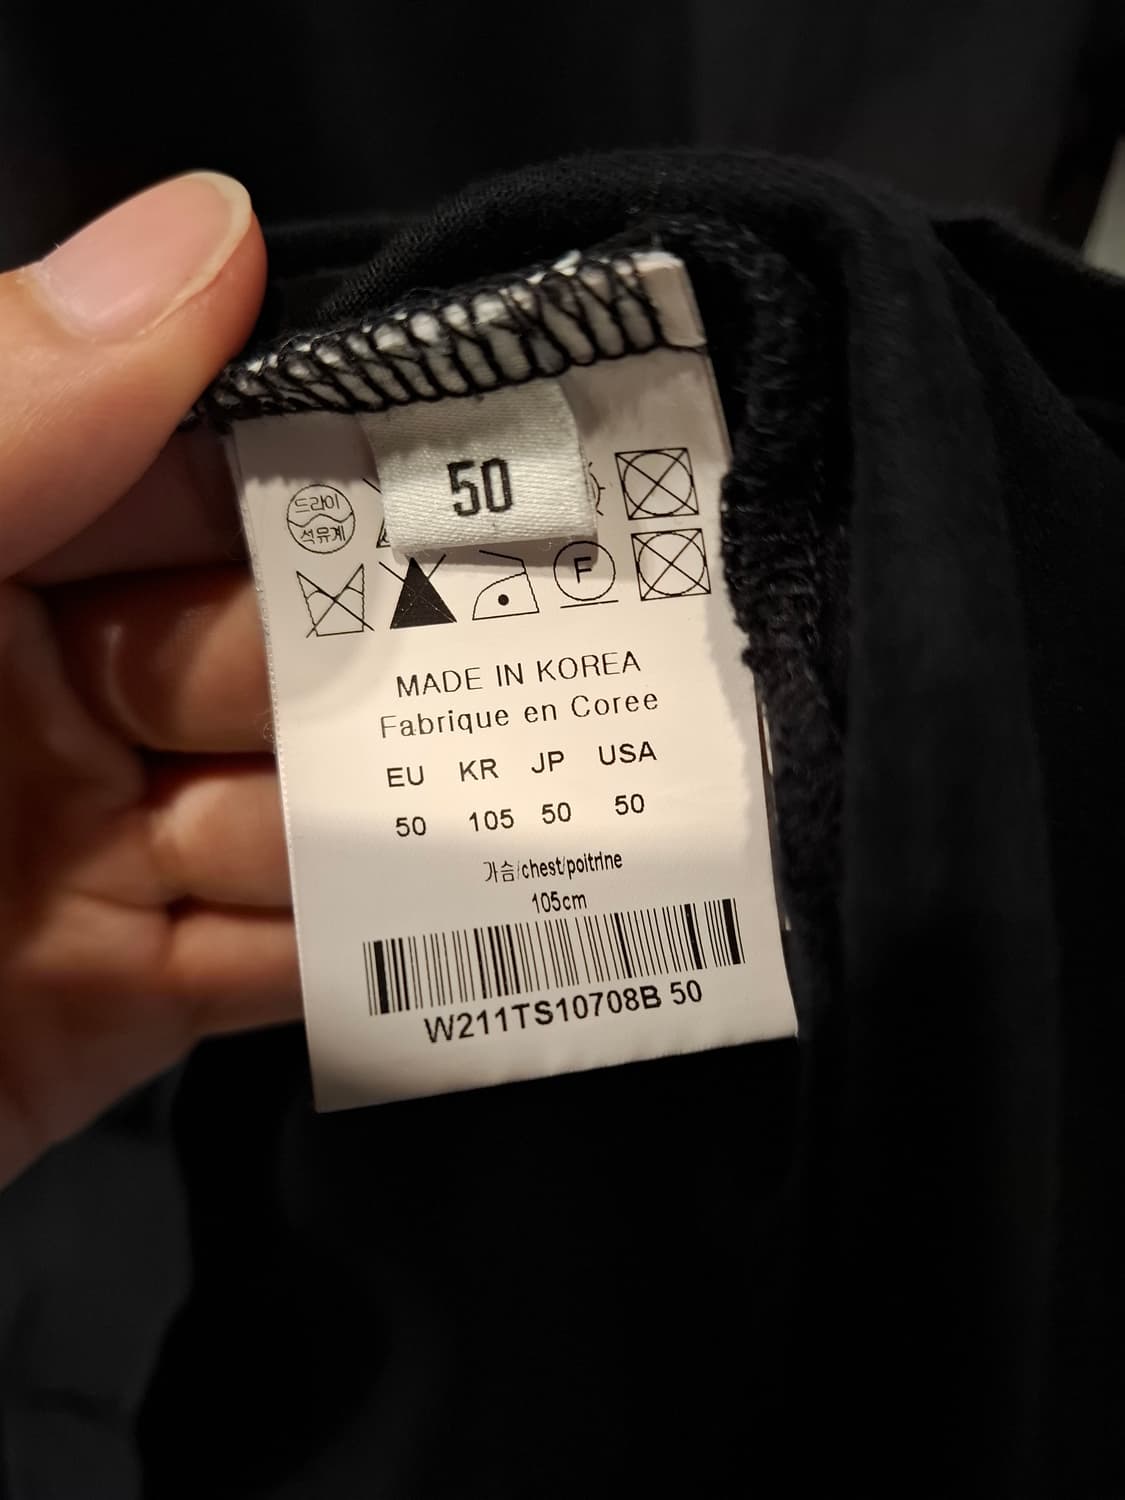 50
드라이
석유계
F
MADE IN KOREA
Fabrique en Coree
EU KR JP USA
50 105 50 50
가슴/chest/poitrine
105cm
W211TS10708B 50